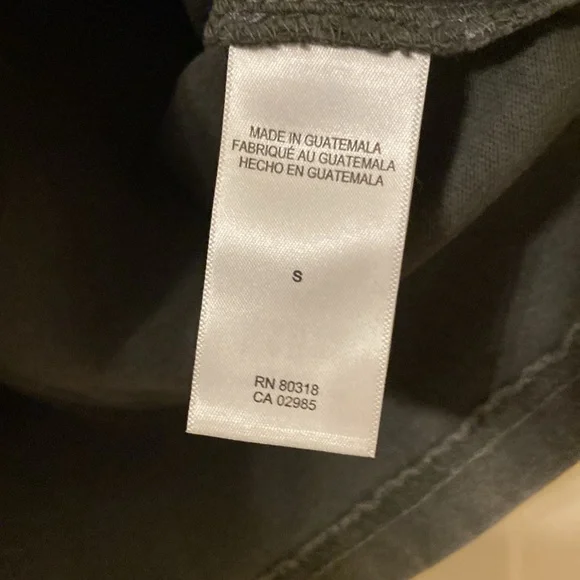 MADE IN GUATEMALA
FABRIQUÉ AU GUATEMALA
HECHO EN GUATEMALA
S
RN 80318
CA 02985